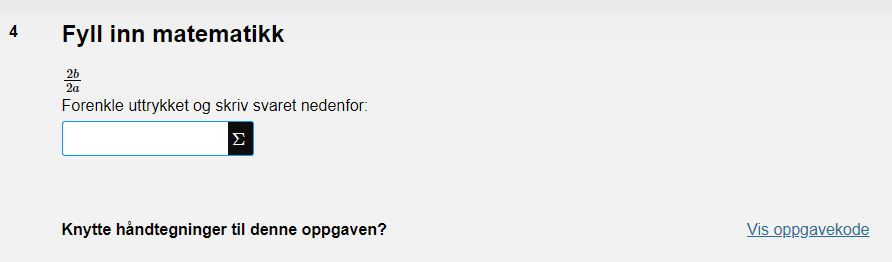 4 Fyll inn matematikk
2b
2a
Forenkle uttrykket og skriv svaret nedenfor:
Σ
Knytte håndtegninger til denne oppgaven? Vis oppgavekode